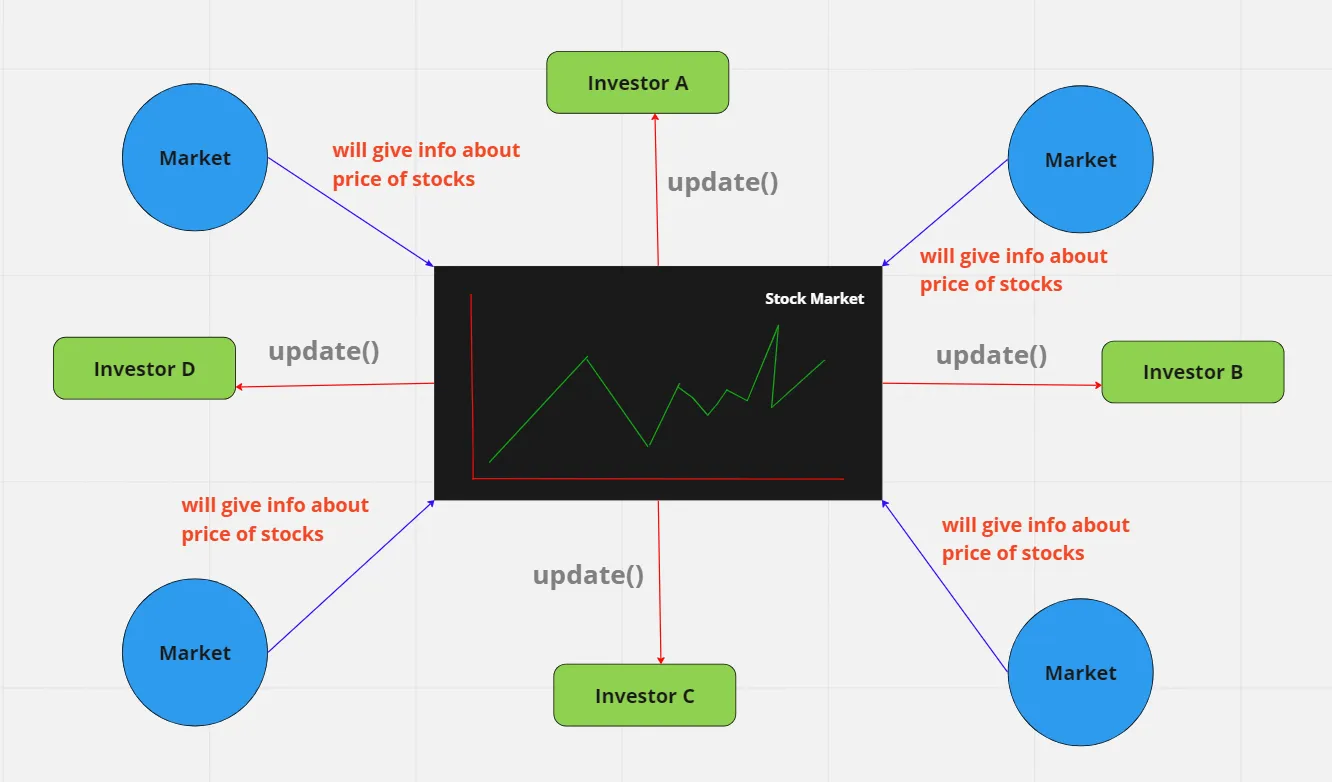 Investor A
Market
will give info about
price of stocks
update()
Market
will give info about
price of stocks
Stock Market
Investor D
update()
update()
Investor B
will give info about
price of stocks
update()
will give info about
price of stocks
Market
Investor C
Market